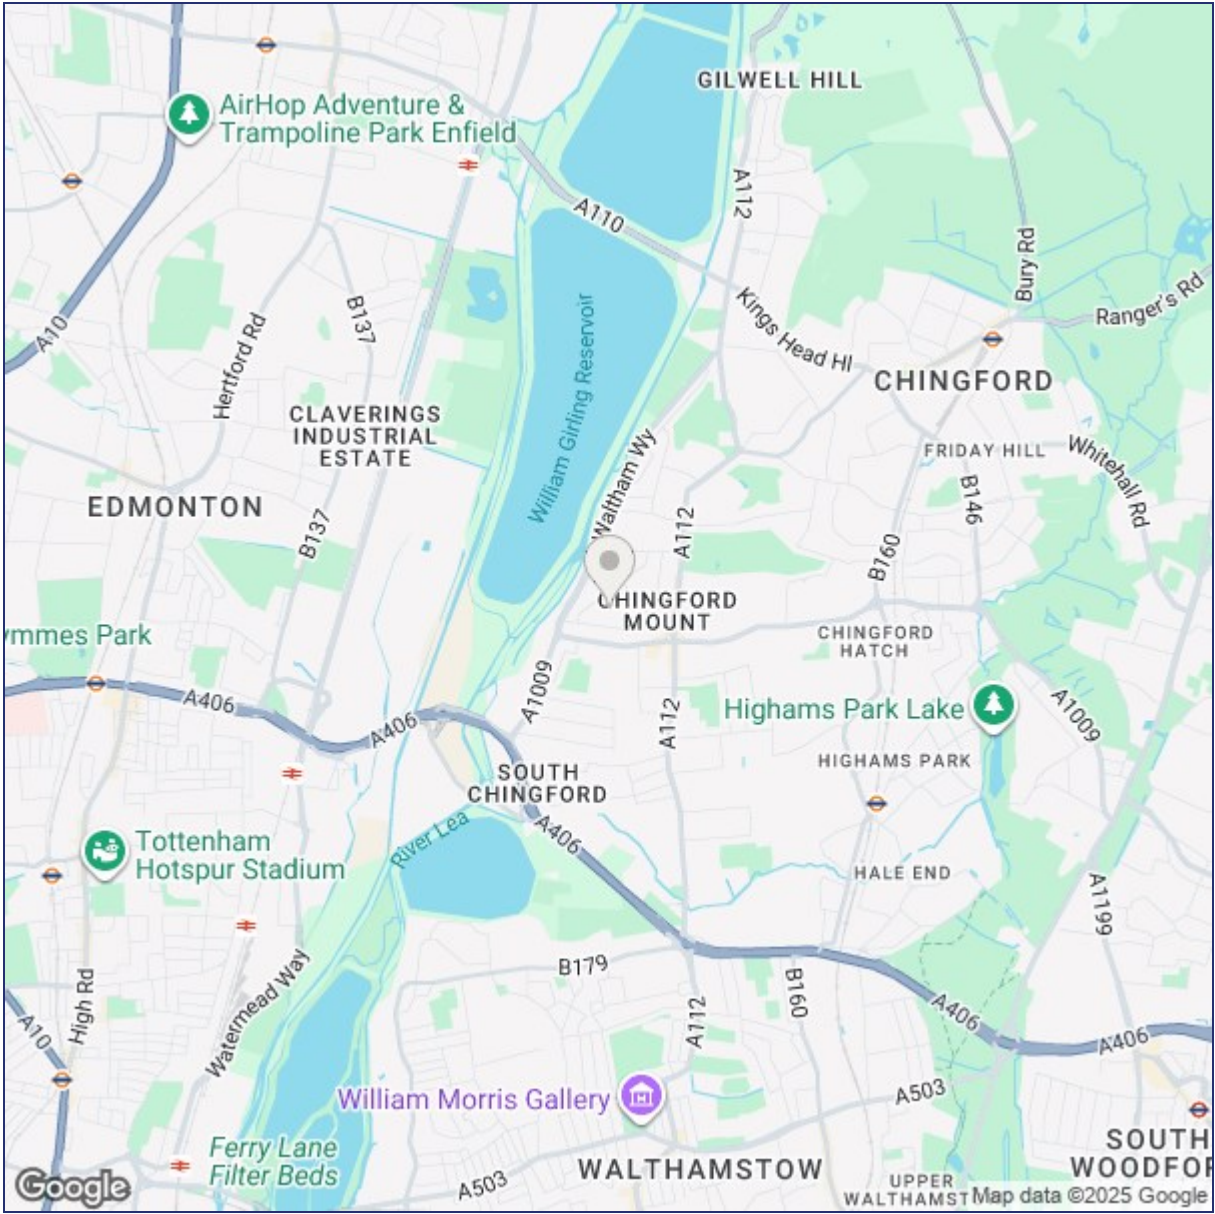 GILWELL HILL
AirHop Adventure &
Trampoline Park Enfield
A112
A110
Bury Rd
Ranger's Rd
A10
B137
Hertford Rd
William Girling Reservoir
Kings Head Hl
CHINGFORD
CLAVERINGS
INDUSTRIAL
ESTATE
Waltham Wy
FRIDAY HILL
Whitehall Rd
B146
EDMONTON
B137
A112
B160
CHINGFORD
MOUNT
ymmes Park
CHINGFORD
HATCH
A406
A1009
A406
A112
Highams Park Lake
A1009
HIGHAMS PARK
SOUTH
CHINGFORD
River Lea
A406
Tottenham
Hotspur Stadium
HALE END
A1199
B179
B160
High Rd
Watermead Way
A10
A112
A406
A406
William Morris Gallery
A503
Ferry Lane
Filter Beds
A503
WALTHAMSTOW
SOUTH
WOODFOR
UPPER
WALTHAMST
Google
Map data ©2025 Google